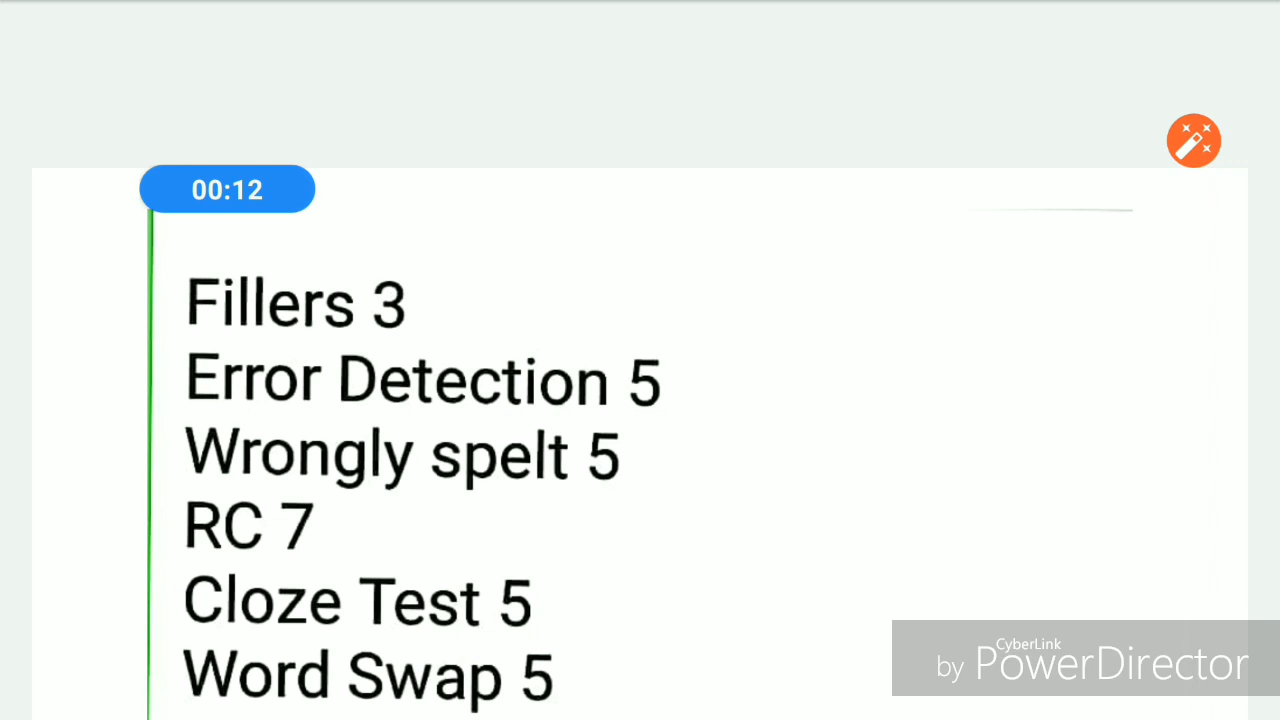 00:12
Fillers 3
Error Detection 5
Wrongly spelt 5
RC 7
Cloze Test 5
Word Swap 5
CyberLink
by PowerDirector